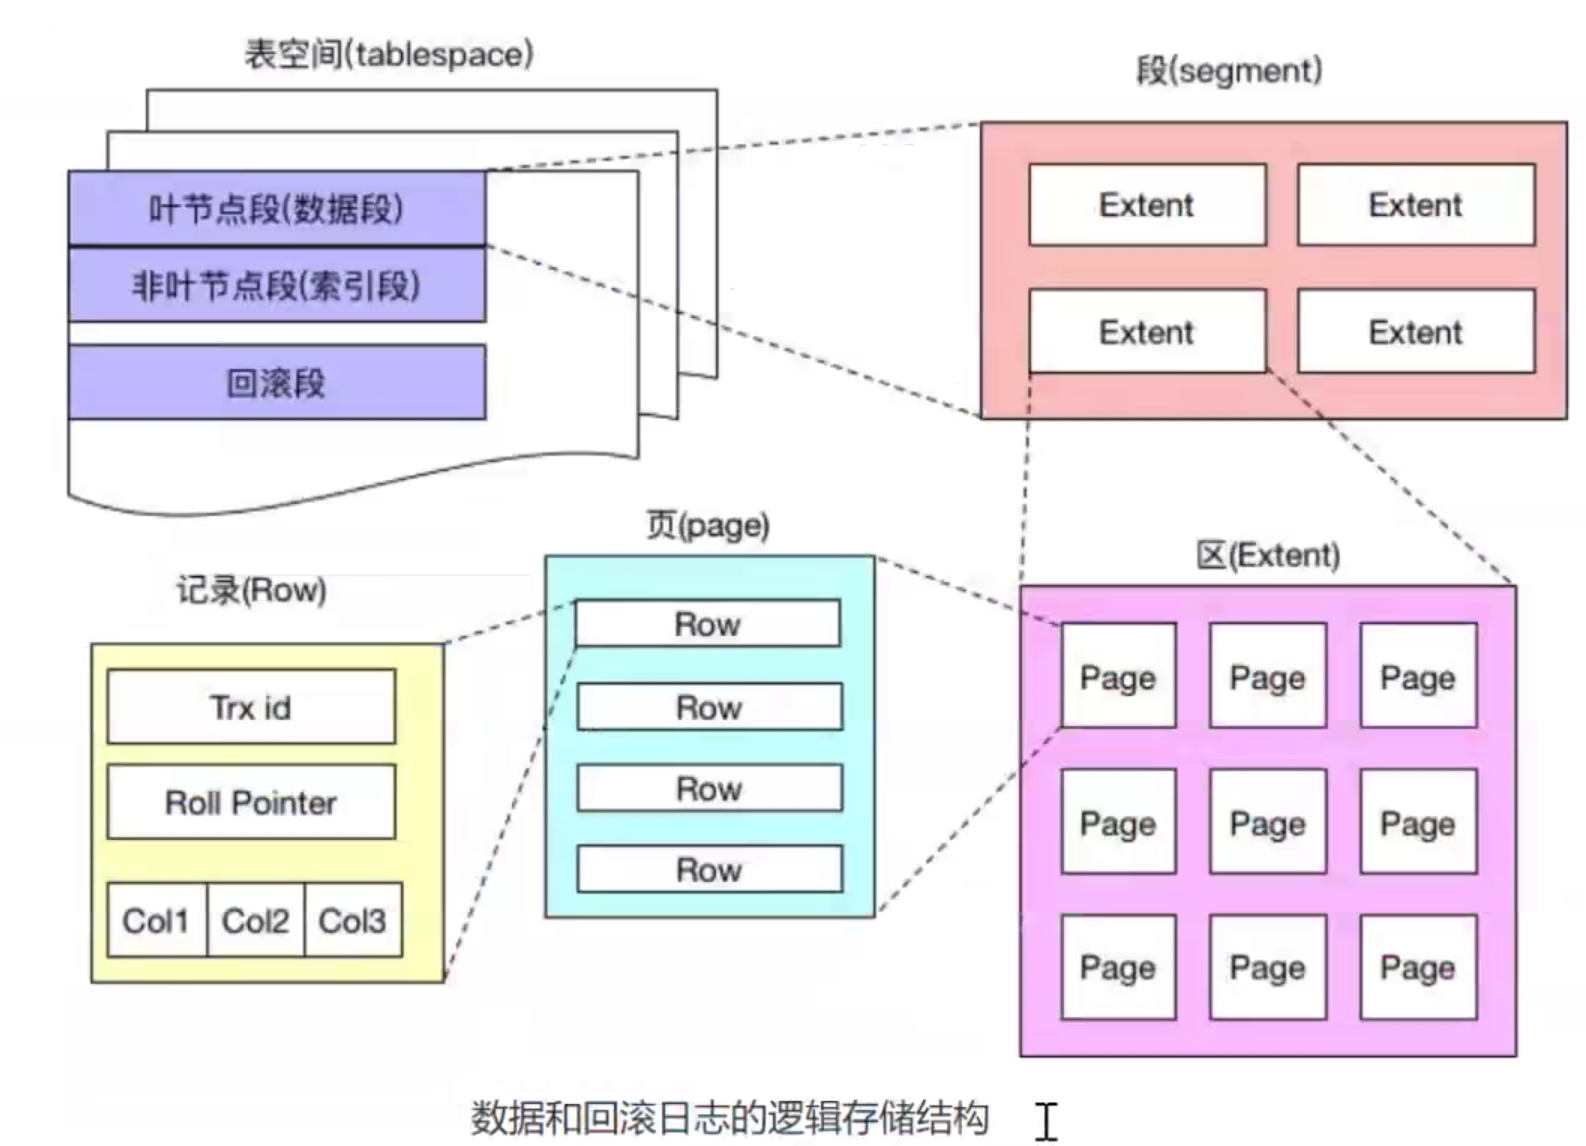 表空间(tablespace)
叶节点段(数据段)
非叶节点段(索引段)
回滚段
段(segment)
Extent Extent
Extent Extent
区(Extent)
Page Page Page
Page Page Page
Page Page Page
页(page)
Row
Row
Row
Row
记录(Row)
Trx id
Roll Pointer
Col1 Col2 Col3
数据和回滚日志的逻辑存储结构